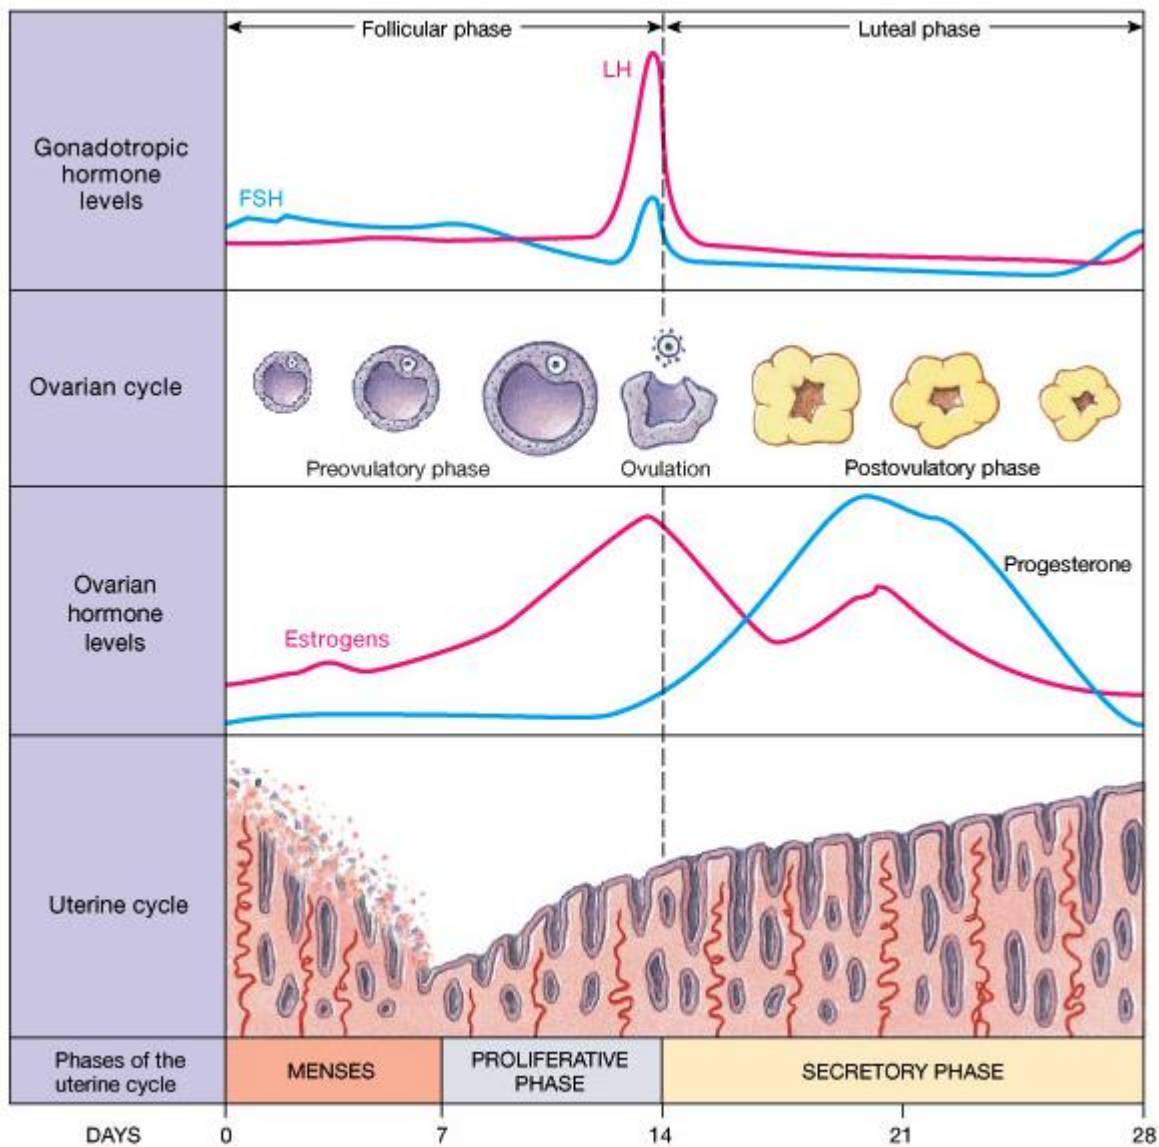 Follicular phase
Luteal phase
Gonadotropic
hormone
levels
LH
FSH
Ovarian cycle
Preovulatory phase
Ovulation
Postovulatory phase
Ovarian
hormone
levels
Estrogens
Progesterone
Uterine cycle
Phases of the
uterine cycle
MENSES
PROLIFERATIVE
PHASE
SECRETORY PHASE
DAYS
0
7
14
21
28